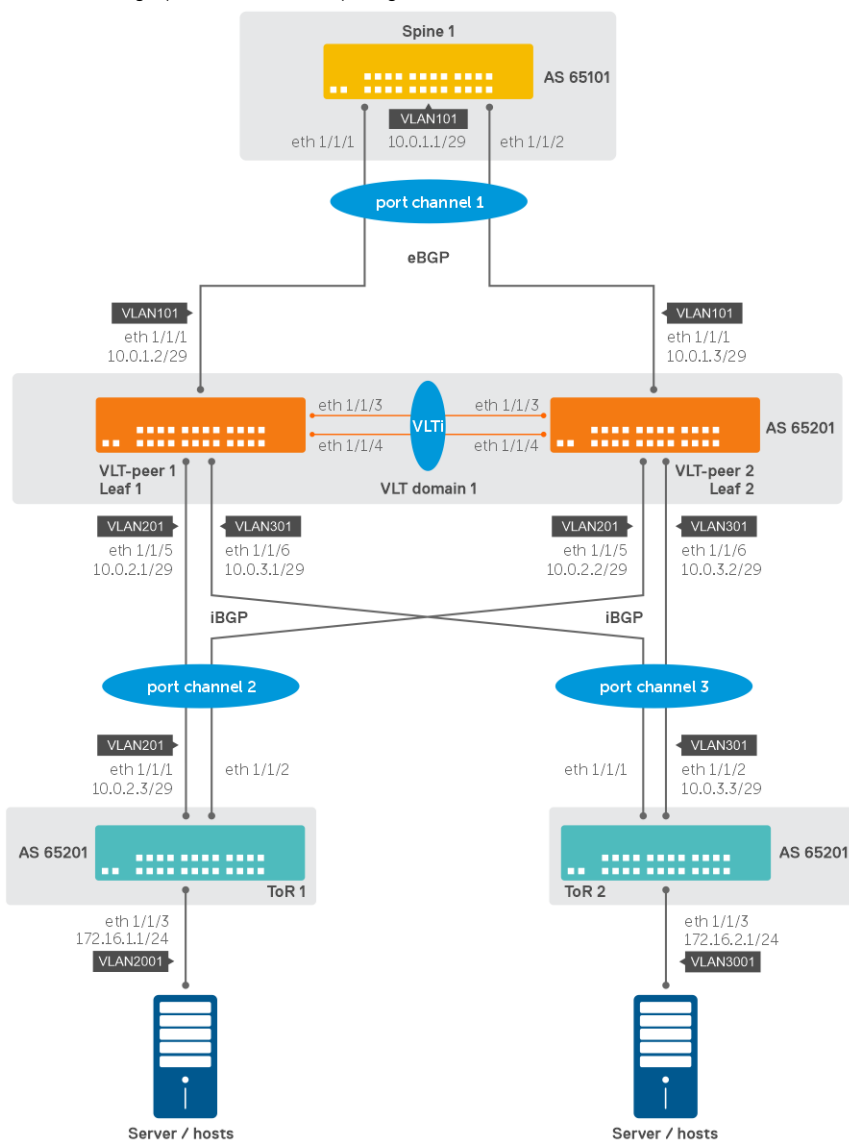 Spine 1
AS 65101
VLAN101
eth 1/1/1
10.0.1.1/29
eth 1/1/2
port channel 1
eBGP
VLAN101
eth 1/1/1
10.0.1.2/29
VLAN101
eth 1/1/1
10.0.1.3/29
eth 1/1/3
eth 1/1/3
VLTi
eth 1/1/4
eth 1/1/4
AS 65201
VLT-peer 1
Leaf 1
VLT domain 1
VLT-peer 2
Leaf 2
VLAN201
eth 1/1/5
10.0.2.1/29
VLAN301
eth 1/1/6
10.0.3.1/29
VLAN201
eth 1/1/5
10.0.2.2/29
VLAN301
eth 1/1/6
10.0.3.2/29
iBGP
iBGP
port channel 2
port channel 3
VLAN201
eth 1/1/1
10.0.2.3/29
eth 1/1/2
eth 1/1/1
VLAN301
eth 1/1/2
10.0.3.3/29
AS 65201
ToR 1
ToR 2
AS 65201
eth 1/1/3
172.16.1.1/24
VLAN2001
eth 1/1/3
172.16.2.1/24
VLAN3001
Server / hosts
Server / hosts